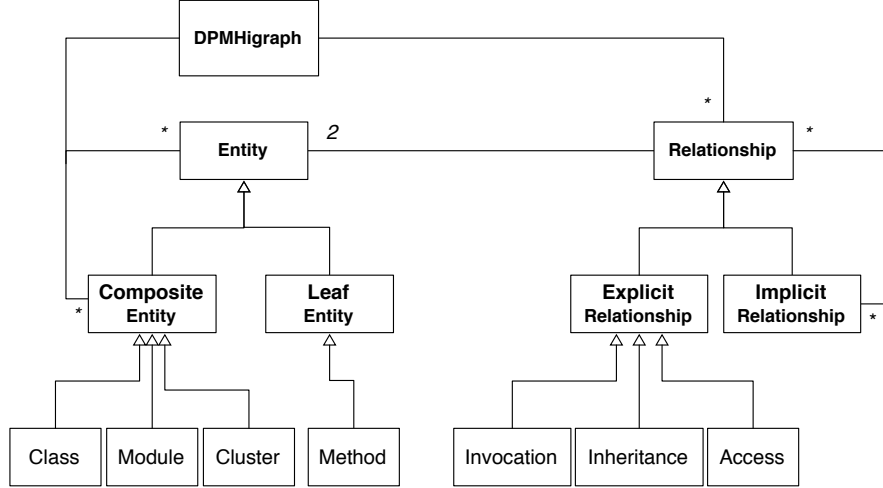 DPMHigraph
*
*
2
*
Entity
Relationship
Composite
Entity
Leaf
Entity
Explicit
Relationship
Implicit
Relationship
*
*
Class
Module
Cluster
Method
Invocation
Inheritance
Access